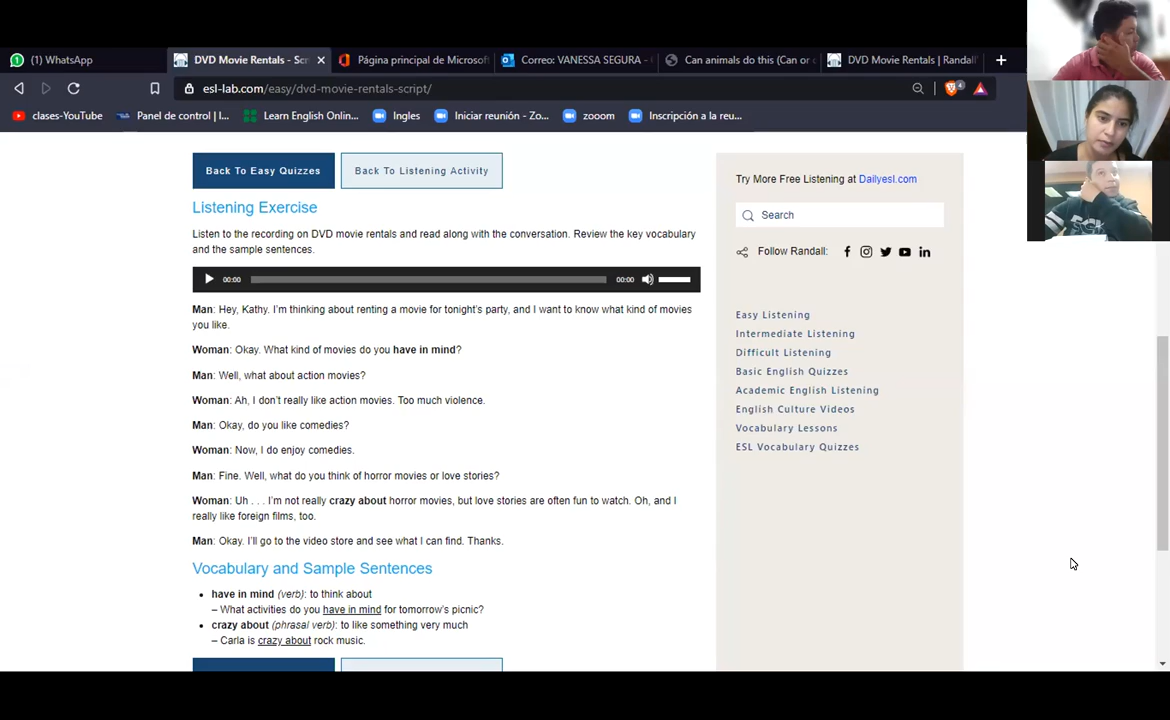 (1) WhatsApp
DVD Movie Rentals - Scr
Página principal de Microsoft
Correo: VANESSA SEGURA - 
Can animals do this (Can or c
DVD Movie Rentals | Randall'
esl-lab.com/easy/dvd-movie-rentals-script/
4
clases-YouTube
Panel de control | I...
Learn English Onlin...
Ingles
Iniciar reunión - Zo...
zooom
Inscripción a la reu...
Back To Easy Quizzes
Back To Listening Activity
Listening Exercise
Listen to the recording on DVD movie rentals and read along with the conversation. Review the key vocabulary
and the sample sentences.
00:00
00:00
Man: Hey, Kathy. I'm thinking about renting a movie for tonight's party, and I want to know what kind of movies
you like.
Woman: Okay. What kind of movies do you have in mind?
Man: Well, what about action movies?
Woman: Ah, I don't really like action movies. Too much violence.
Man: Okay, do you like comedies?
Woman: Now, I do enjoy comedies.
Man: Fine. Well, what do you think of horror movies or love stories?
Woman: Uh . . . I'm not really crazy about horror movies, but love stories are often fun to watch. Oh, and I
really like foreign films, too.
Man: Okay. I'll go to the video store and see what I can find. Thanks.
Vocabulary and Sample Sentences
• have in mind (verb): to think about
– What activities do you have in mind for tomorrow's picnic?
• crazy about (phrasal verb): to like something very much
– Carla is crazy about rock music.
Try More Free Listening at Dailyesl.com
Search
Follow Randall:
Easy Listening
Intermediate Listening
Difficult Listening
Basic English Quizzes
Academic English Listening
English Culture Videos
Vocabulary Lessons
ESL Vocabulary Quizzes